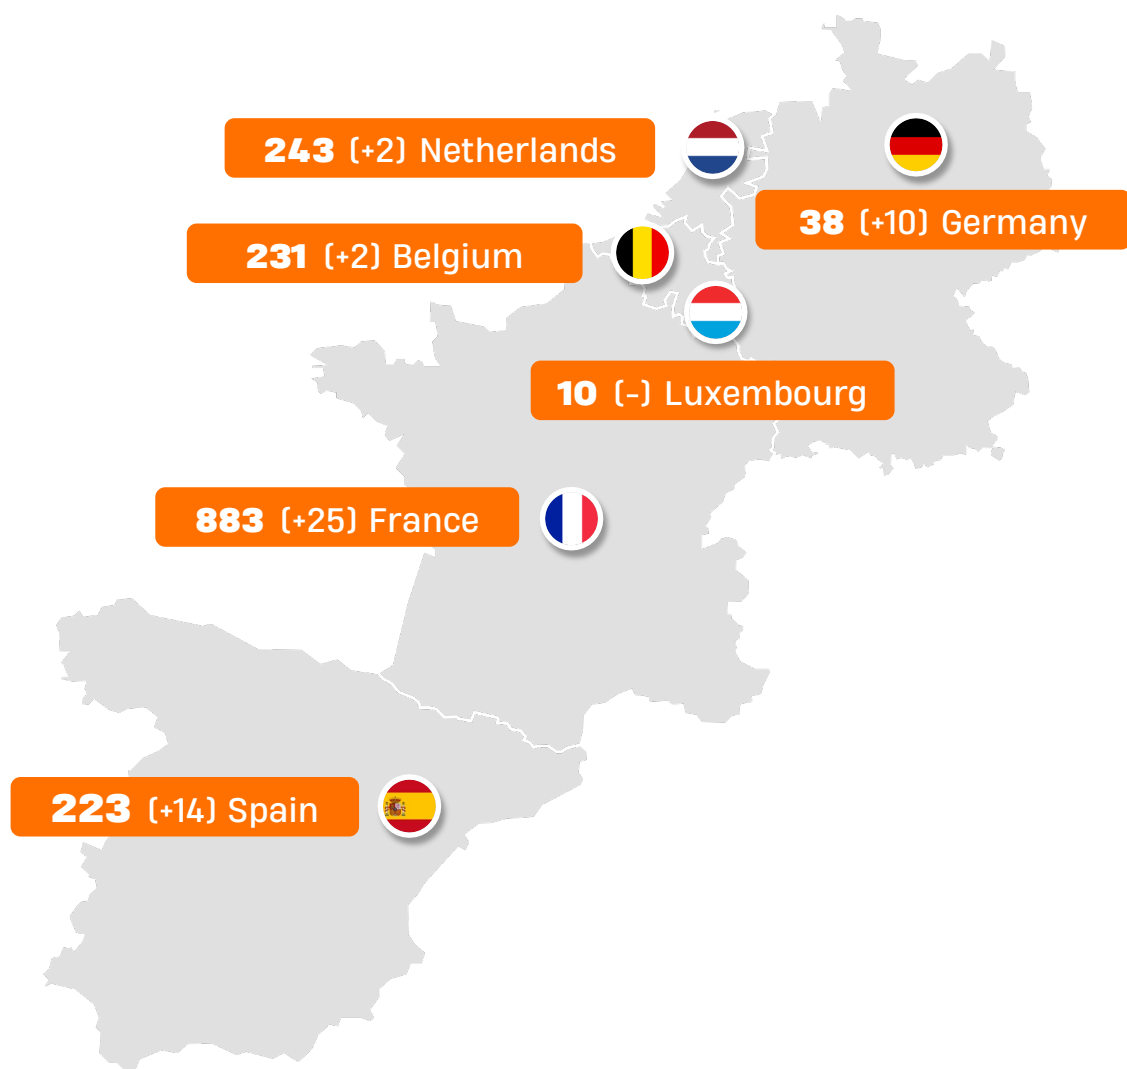 243 (+2) Netherlands
38 (+10) Germany
231 (+2) Belgium
10 (-) Luxembourg
883 (+25) France
223 (+14) Spain